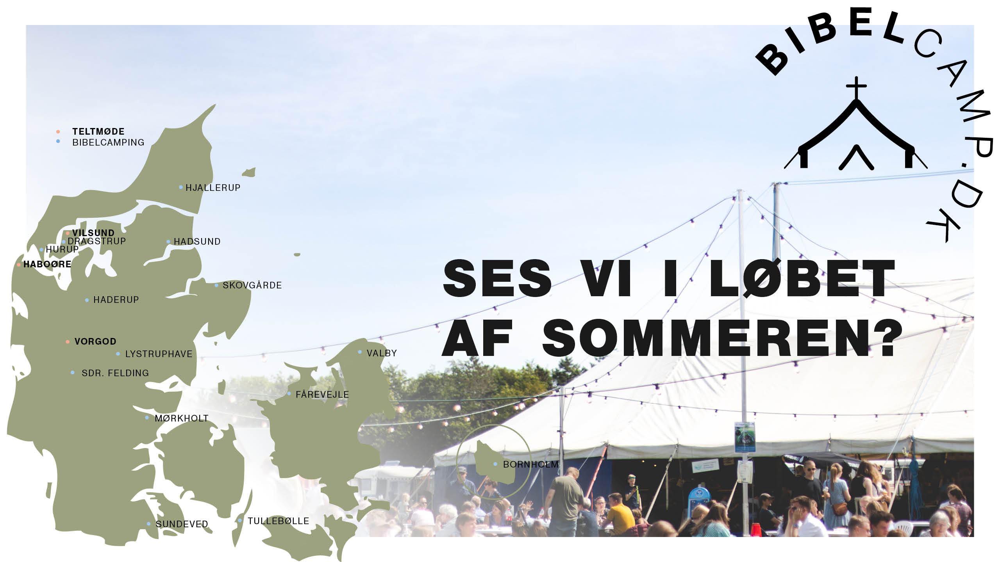 BIBELCAMP.DK
TELTMØDE
BIBELCAMPING
HJALLERUP
VILSUND
DRAGSTRUP
HADSUND
HURUP
HABOØRE
SKOVGÅRDE
HADERUP
SES VI I LØBET
AF SOMMEREN?
VORGOD
LYSTRUPHAVE
VALBY
SDR. FELDING
FÅREVEJLE
MØRKHOLT
BORNHOLM
SUNDEVED
TULLEBØLLE